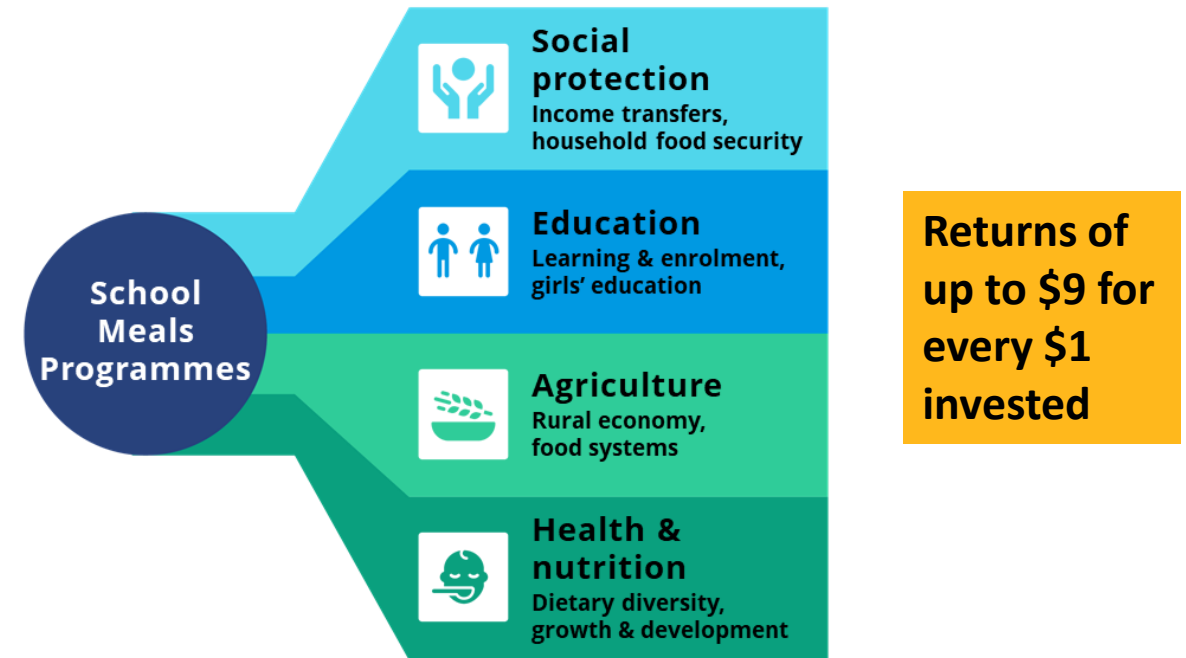 School
Meals
Programmes
Social
protection
Income transfers,
household food security
Education
Learning & enrolment,
girls' education
Agriculture
Rural economy,
food systems
Health &
nutrition
Dietary diversity,
growth & development
Returns of
up to $9 for
every $1
invested